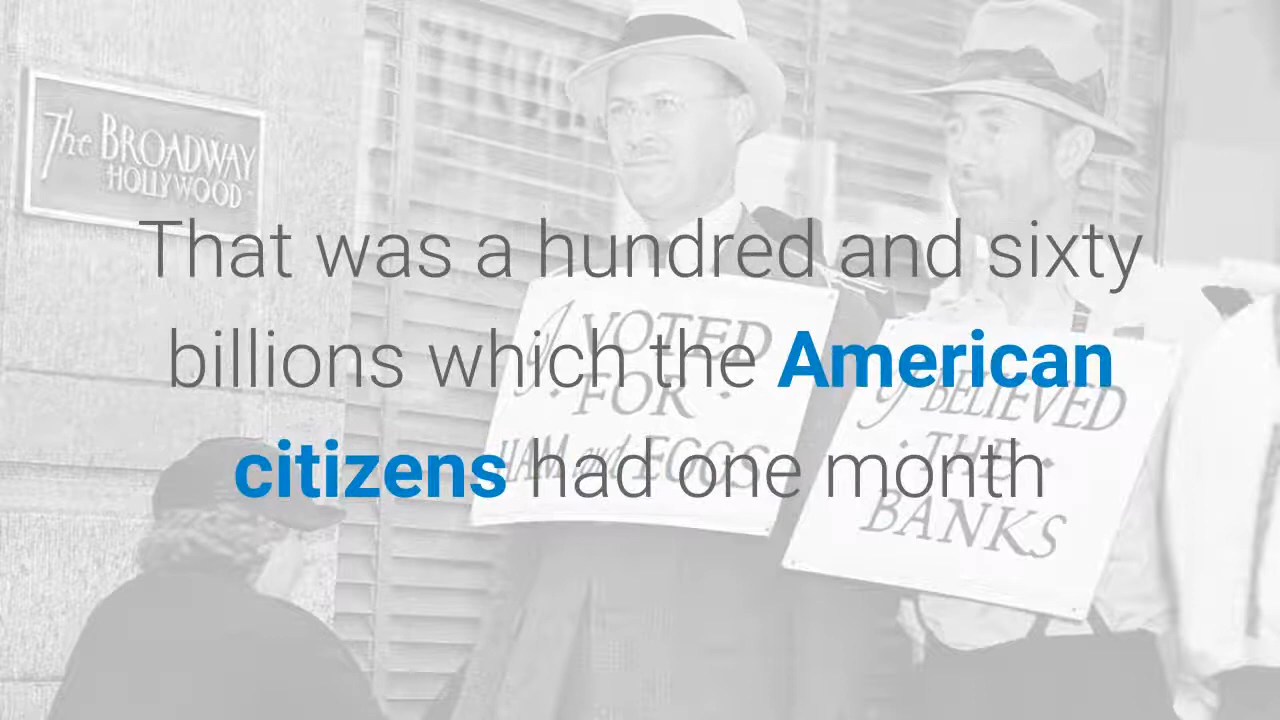 The BROADWAY
HOLLYWOOD
That was a hundred and sixty
billions which the American
citizens had one month
I VOTED
FOR
HAM and EGGS
I BELIEVED
THE
BANKS